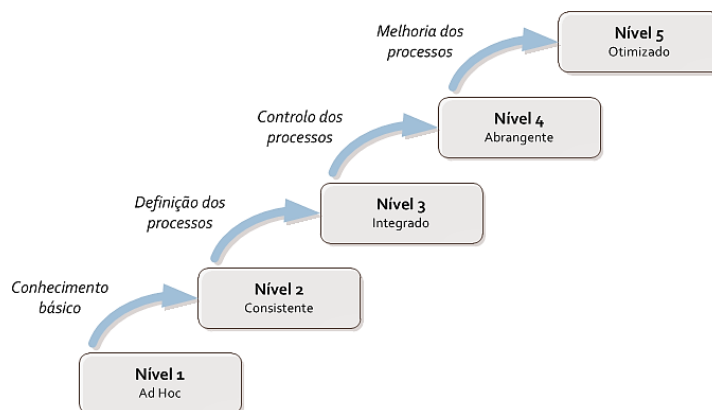 Melhoria dos
processos
Nível 5
Otimizado
Controlo dos
processos
Nível 4
Abrangente
Definição dos
processos
Nível 3
Integrado
Conhecimento
básico
Nível 2
Consistente
Nível 1
Ad Hoc